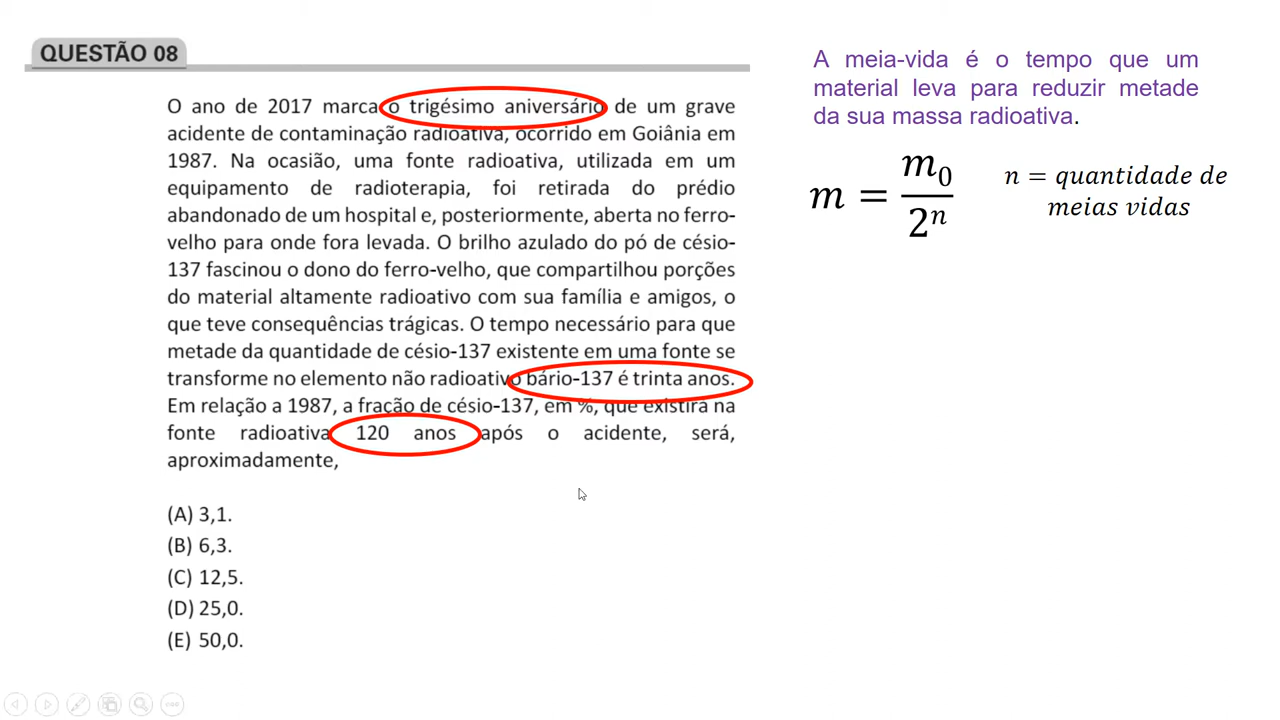 QUESTÃO 08
O ano de 2017 marca o trigésimo aniversário de um grave
acidente de contaminação radioativa, ocorrido em Goiânia em
1987. Na ocasião, uma fonte radioativa, utilizada em um
equipamento de radioterapia, foi retirada do prédio
abandonado de um hospital e, posteriormente, aberta no ferro-
velho para onde fora levada. O brilho azulado do pó de césio-
137 fascinou o dono do ferro-velho, que compartilhou porções
do material altamente radioativo com sua família e amigos, o
que teve consequências trágicas. O tempo necessário para que
metade da quantidade de césio-137 existente em uma fonte se
transforme no elemento não radioativo bário-137 é trinta anos.
Em relação a 1987, a fração de césio-137, em %, que existirá na
fonte radioativa 120 anos após o acidente, será,
aproximadamente,
(A) 3,1.
(B) 6,3.
(C) 12,5.
(D) 25,0.
(E) 50,0.
A meia-vida é o tempo que um
material leva para reduzir metade
da sua massa radioativa.
m = m₀ / 2ⁿ
n = quantidade de
meias vidas